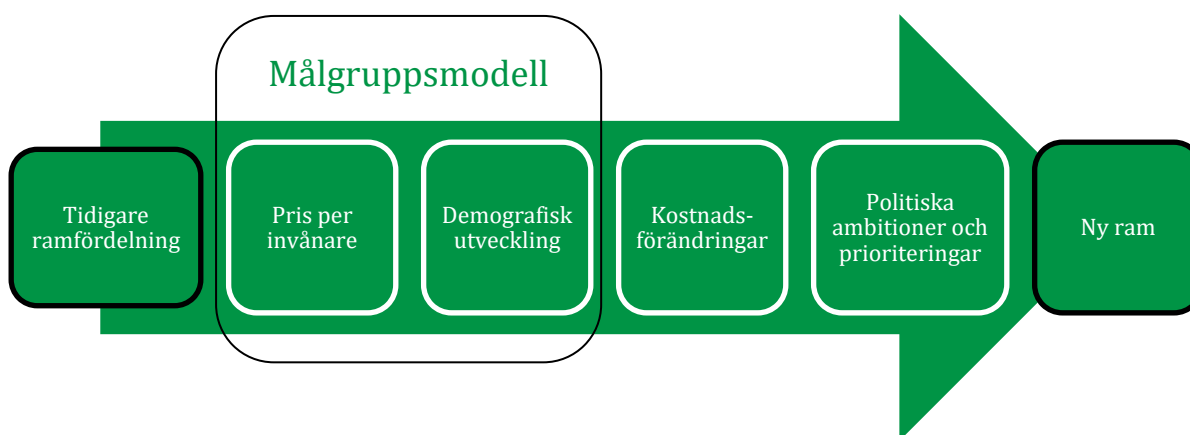 Målgruppsmodell
Tidigare
ramfördelning
Pris per
invånare
Demografisk
utveckling
Kostnads-
förändringar
Politiska
ambitioner och
prioriteringar
Ny ram